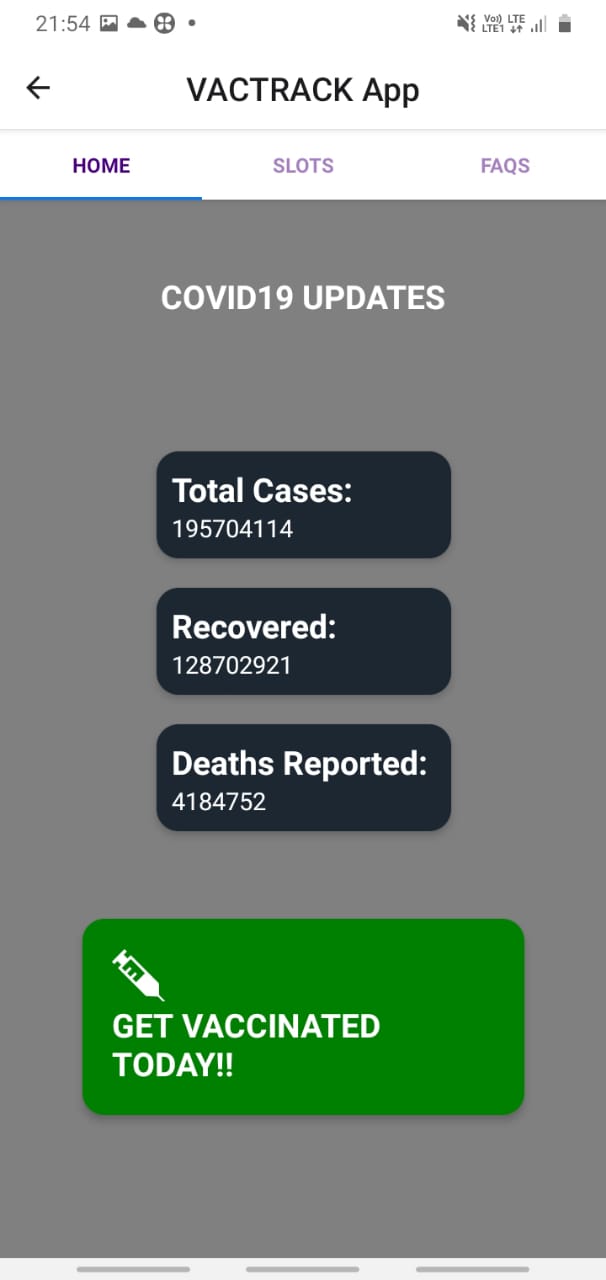 21:54
Vo)) LTE
LTE1
VACTRACK App
HOME
SLOTS
FAQS
COVID19 UPDATES
Total Cases:
195704114
Recovered:
128702921
Deaths Reported:
4184752
GET VACCINATED
TODAY!!